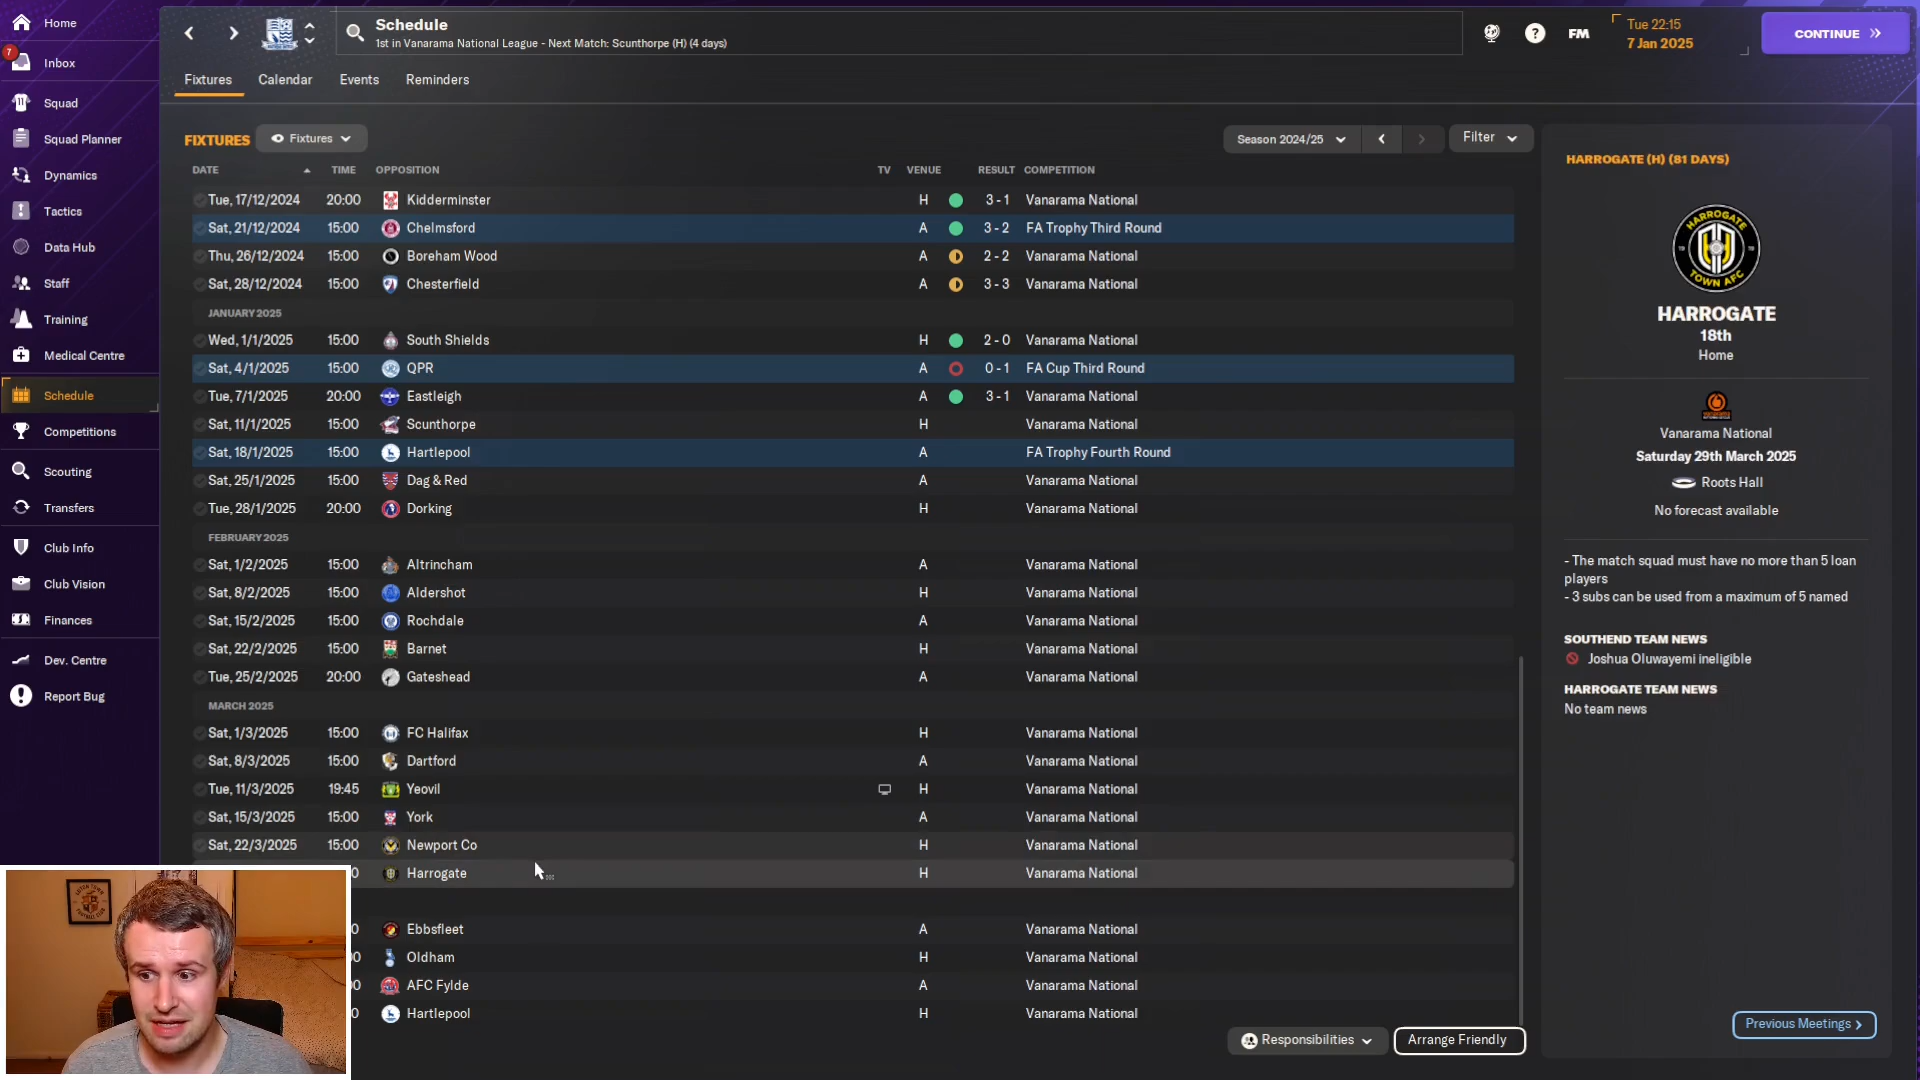 Home
7
Inbox
Squad
Squad Planner
Dynamics
Tactics
Data Hub
Staff
Training
Medical Centre
Schedule
Competitions
Scouting
Transfers
Club Info
Club Vision
Finances
Dev. Centre
Report Bug
Schedule
1st in Vanarama National League - Next Match: Scunthorpe (H) (4 days)
FM
Tue 22:15
7 Jan 2025
CONTINUE
Fixtures Calendar Events Reminders
FIXTURES Fixtures Season 2024/25 Filter
DATE TIME OPPOSITION TV VENUE RESULT COMPETITION
Tue, 17/12/2024 20:00 Kidderminster H 3 - 1 Vanarama National
Sat, 21/12/2024 15:00 Chelmsford A 3 - 2 FA Trophy Third Round
Thu, 26/12/2024 15:00 Boreham Wood A 2 - 2 Vanarama National
Sat, 28/12/2024 15:00 Chesterfield A 3 - 3 Vanarama National
JANUARY 2025
Wed, 1/1/2025 15:00 South Shields H 2 - 0 Vanarama National
Sat, 4/1/2025 15:00 QPR A 0 - 1 FA Cup Third Round
Tue, 7/1/2025 20:00 Eastleigh A 3 - 1 Vanarama National
Sat, 11/1/2025 15:00 Scunthorpe H Vanarama National
Sat, 18/1/2025 15:00 Hartlepool A FA Trophy Fourth Round
Sat, 25/1/2025 15:00 Dag & Red A Vanarama National
Tue, 28/1/2025 20:00 Dorking H Vanarama National
FEBRUARY 2025
Sat, 1/2/2025 15:00 Altrincham A Vanarama National
Sat, 8/2/2025 15:00 Aldershot H Vanarama National
Sat, 15/2/2025 15:00 Rochdale A Vanarama National
Sat, 22/2/2025 15:00 Barnet H Vanarama National
Tue, 25/2/2025 20:00 Gateshead A Vanarama National
MARCH 2025
Sat, 1/3/2025 15:00 FC Halifax H Vanarama National
Sat, 8/3/2025 15:00 Dartford A Vanarama National
Tue, 11/3/2025 19:45 Yeovil H Vanarama National
Sat, 15/3/2025 15:00 York A Vanarama National
Sat, 22/3/2025 15:00 Newport Co H Vanarama National
0 Harrogate H Vanarama National
0 Ebbsfleet A Vanarama National
00 Oldham H Vanarama National
00 AFC Fylde A Vanarama National
0 Hartlepool H Vanarama National
Responsibilities Arrange Friendly
HARROGATE (H) (81 DAYS)
HARROGATE
TOWN AFC
HARROGATE
18th
Home
Vanarama National
Saturday 29th March 2025
Roots Hall
No forecast available
- The match squad must have no more than 5 loan
players
- 3 subs can be used from a maximum of 5 named
SOUTHEND TEAM NEWS
Joshua Oluwayemi ineligible
HARROGATE TEAM NEWS
No team news
Previous Meetings